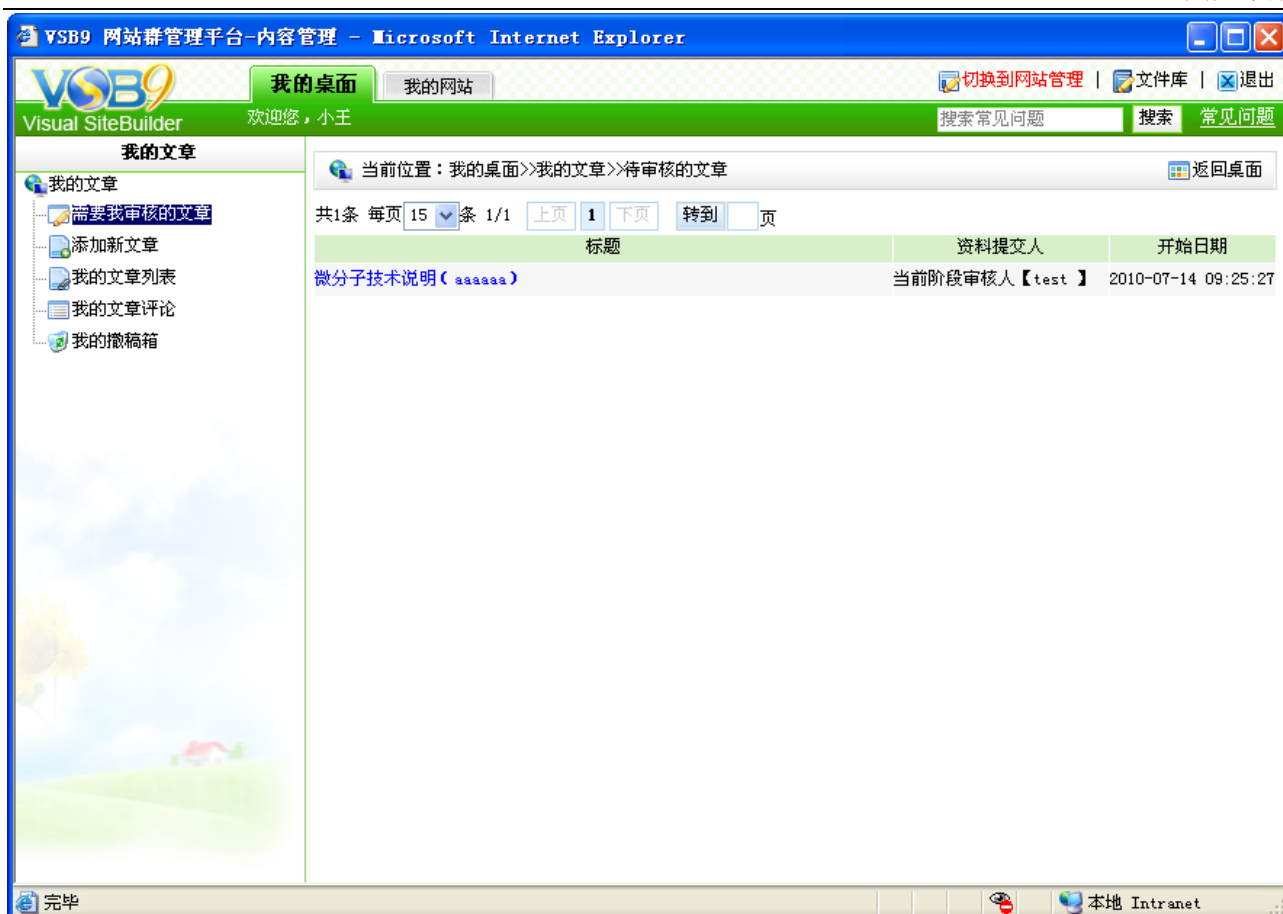 VSB9 网站群管理平台-内容管理 - Microsoft Internet Explorer
VSB9 我的桌面 我的网站 切换到网站管理 | 文件库 | 退出
Visual SiteBuilder 欢迎您，小王 搜索常见问题 搜索 常见问题
我的文章
我的文章
需要我审核的文章
添加新文章
我的文章列表
我的文章评论
我的撤稿箱
当前位置：我的桌面>>我的文章>>待审核的文章 返回桌面
共1条 每页 15 条 1/1 上页 1 下页 转到 页
标题 资料提交人 开始日期
微分子技术说明(aaaaaa) 当前阶段审核人【test 】 2010-07-14 09:25:27
完毕 本地 Intranet